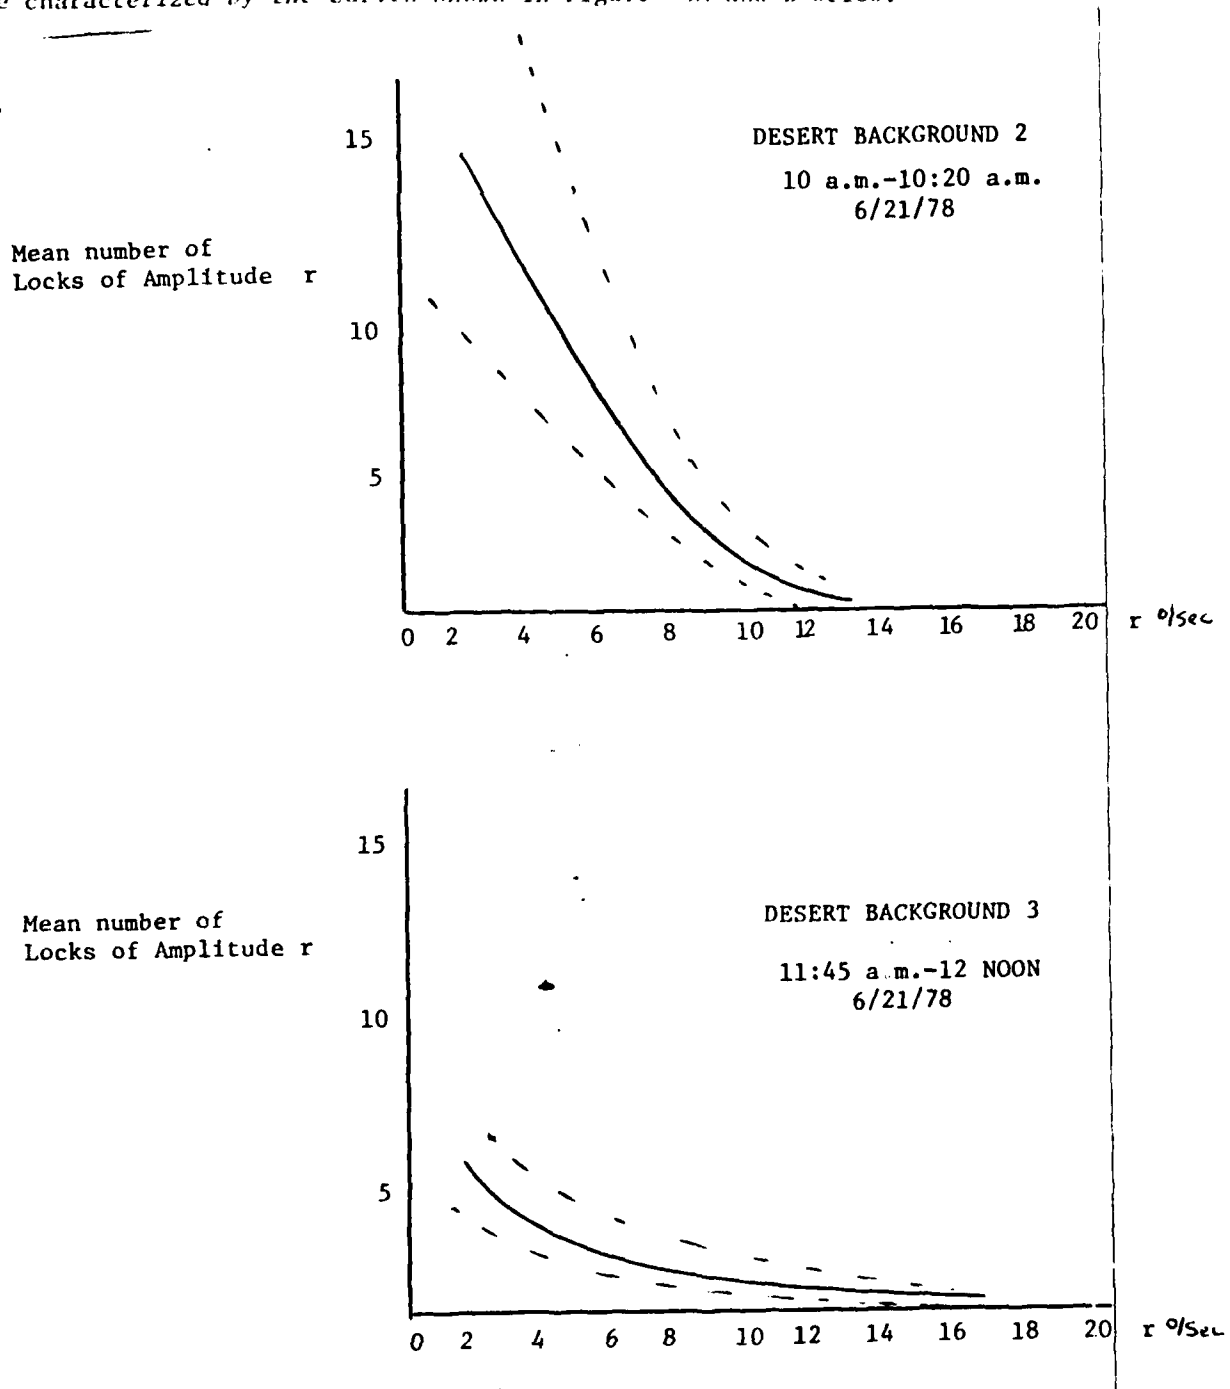 characterized by the
15
DESERT BACKGROUND 2
10 a.m.-10:20 a.m.
6/21/78
Mean number of
Locks of Amplitude r
10
5
0 2 4 6 8 10 12 14 16 18 20 r º/sec
15
Mean number of
Locks of Amplitude r
DESERT BACKGROUND 3
11:45 a.m.-12 NOON
6/21/78
10
5
0 2 4 6 8 10 12 14 16 18 20 r º/Sec